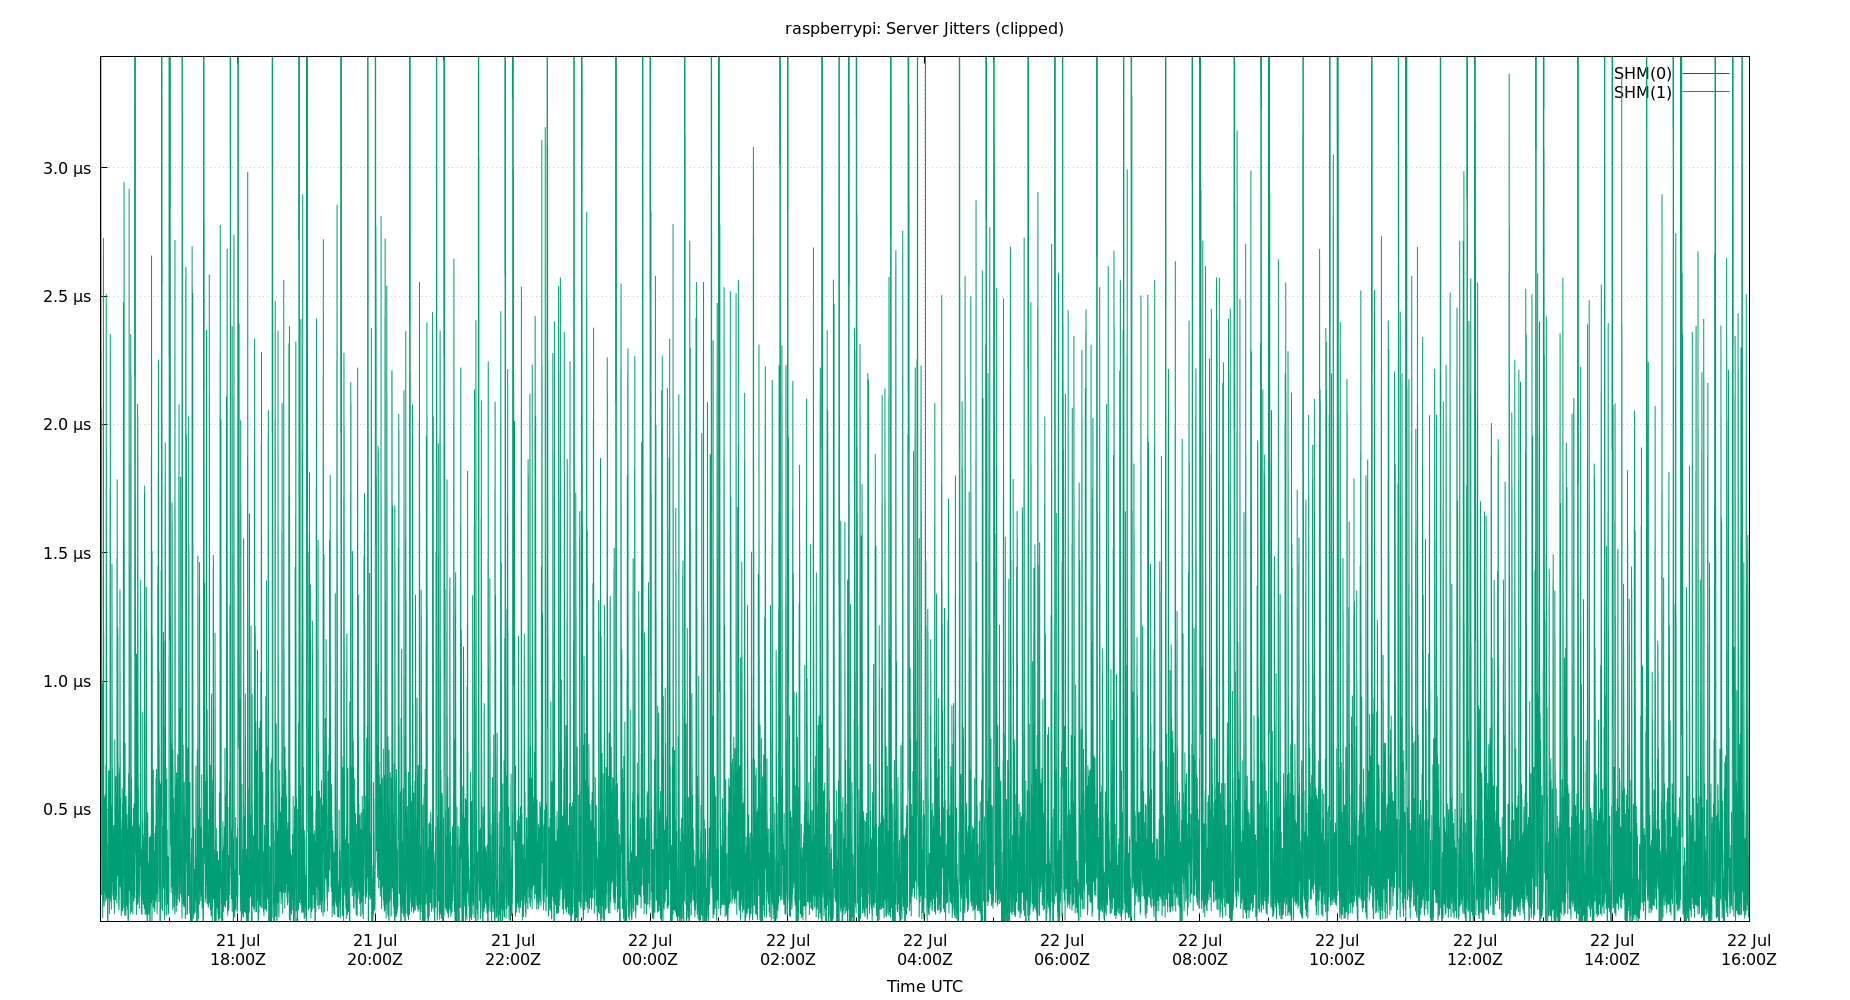 raspberrypi: Server Jitters (clipped)
SHM(0)
SHM(1)
3.0 µs
2.5 µs
2.0 µs
1.5 µs
1.0 µs
0.5 µs
21 Jul 21 Jul 21 Jul 22 Jul 22 Jul 22 Jul 22 Jul 22 Jul 22 Jul 22 Jul 22 Jul 22 Jul
18:00Z 20:00Z 22:00Z 00:00Z 02:00Z 04:00Z 06:00Z 08:00Z 10:00Z 12:00Z 14:00Z 16:00Z
Time UTC